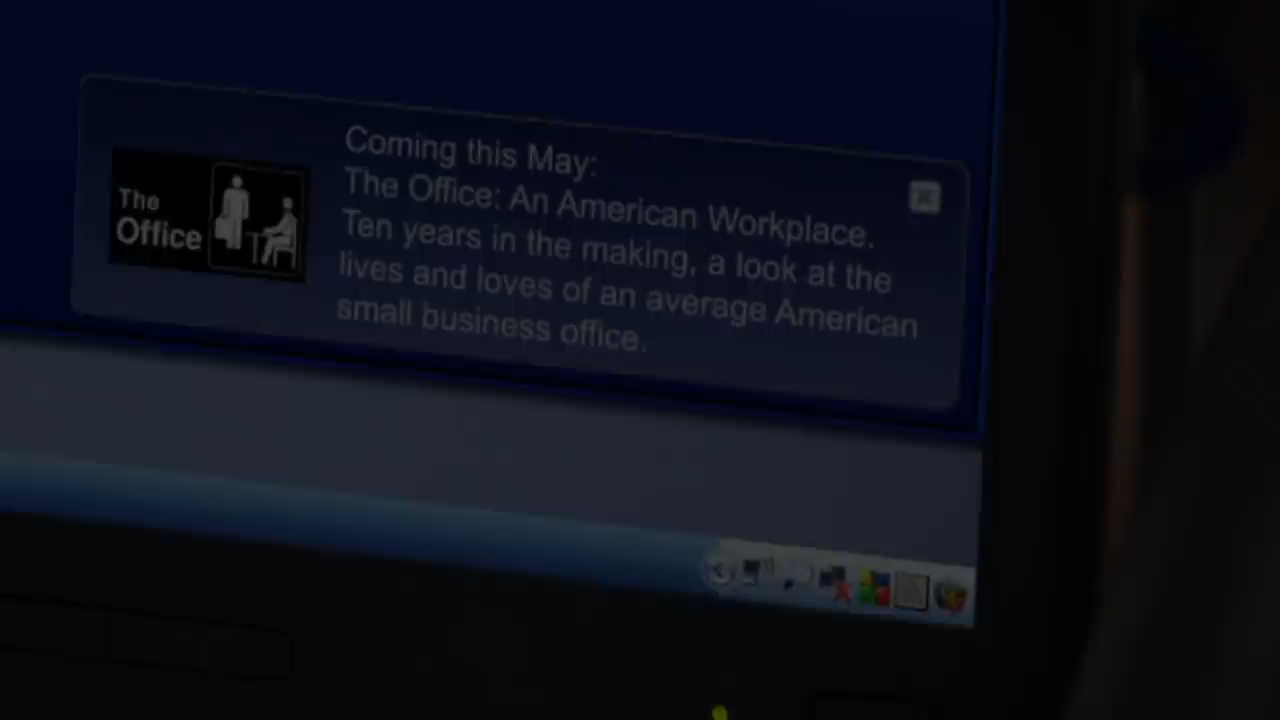 The
Office
Coming this May:
The Office: An American Workplace.
Ten years in the making, a look at the
lives and loves of an average American
small business office.